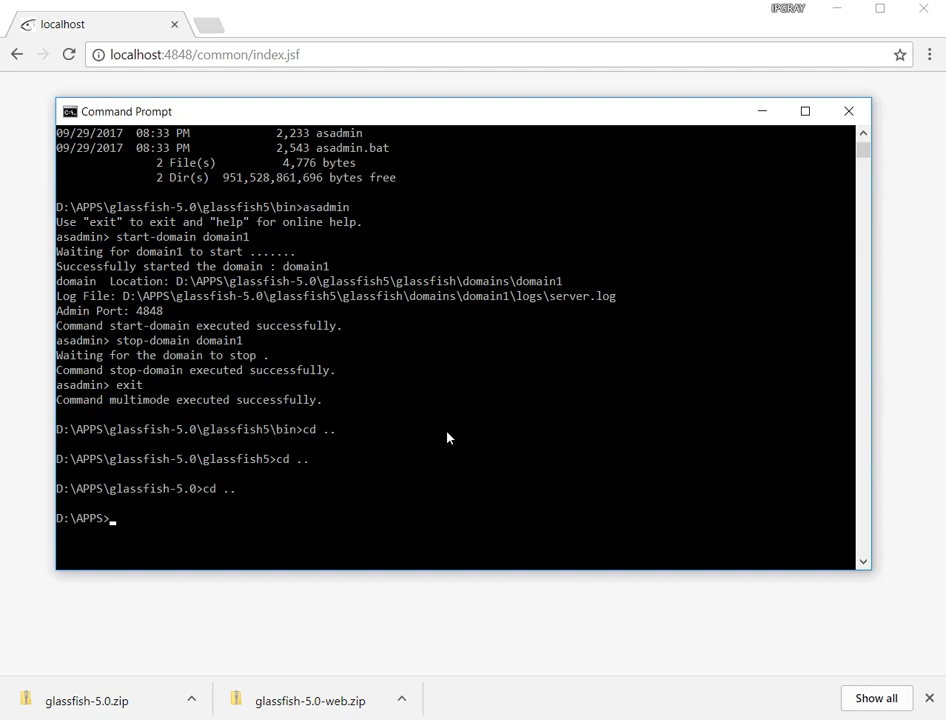 IPGRAY
localhost
localhost:4848/common/index.jsf
Command Prompt
09/29/2017  08:33 PM             2,233 asadmin
09/29/2017  08:33 PM             2,543 asadmin.bat
2 File(s)          4,776 bytes
2 Dir(s)  951,528,861,696 bytes free
D:\APPS\glassfish-5.0\glassfish5\bin>asadmin
Use "exit" to exit and "help" for online help.
asadmin> start-domain domain1
Waiting for domain1 to start .......
Successfully started the domain : domain1
domain  Location: D:\APPS\glassfish-5.0\glassfish5\glassfish\domains\domain1
Log File: D:\APPS\glassfish-5.0\glassfish5\glassfish\domains\domain1\logs\server.log
Admin Port: 4848
Command start-domain executed successfully.
asadmin> stop-domain domain1
Waiting for the domain to stop .
Command stop-domain executed successfully.
asadmin> exit
Command multimode executed successfully.
D:\APPS\glassfish-5.0\glassfish5\bin>cd ..
D:\APPS\glassfish-5.0\glassfish5>cd ..
D:\APPS\glassfish-5.0>cd ..
D:\APPS>
glassfish-5.0.zip
glassfish-5.0-web.zip
Show all